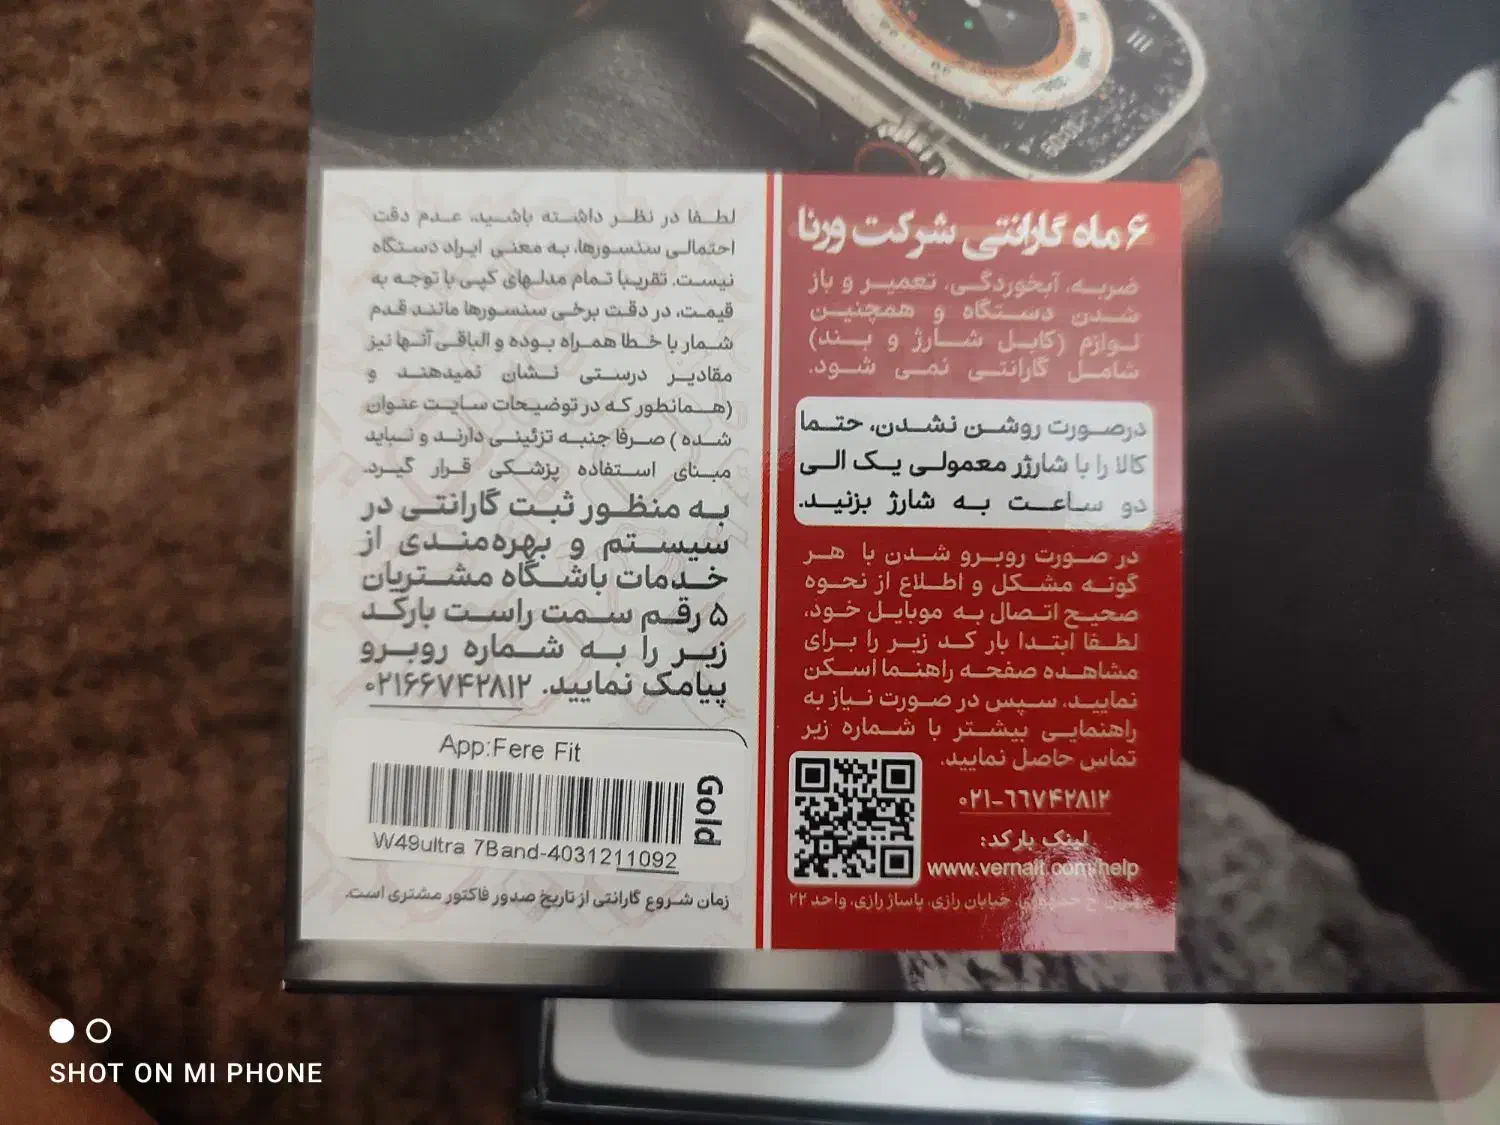 ۶ ماه گارانتی شرکت ورنا
ضربه، آبخوردگی، تعمیر و باز
شدن دستگاه و همچنین
لوازم (کابل شارژ و بند)
شامل گارانتی نمی شود.
درصورت روشن نشدن، حتما
کالا را با شارژر معمولی یک الی
دو ساعت به شارژ بزنید.
در صورت روبرو شدن با هر
گونه مشکل و اطلاع از نحوه
صحیح اتصال به موبایل خود،
لطفا ابتدا بار کد زیر را برای
مشاهده صفحه راهنما اسکن
نمایید، سپس در صورت نیاز به
راهنمایی بیشتر با شماره زیر
تماس حاصل نمایید.
۰۲۱-۶۶۷۴۲۸۱۲
لینک بارکد:
www.vernait.com/help
تهران، خ جمهوری، خیابان رازی، پاساژ رازی، واحد ۲۲
لطفا در نظر داشته باشید، عدم دقت
احتمالی سنسورها، به معنی ایراد دستگاه
نیست. تقریبا تمام مدلهای کپی با توجه به
قیمت، در دقت برخی سنسورها مانند قدم
شمار با خطا همراه بوده و الباقی آنها نیز
مقادیر درستی نشان نمیدهند و
(همانطور که در توضیحات سایت عنوان
شده ) صرفا جنبه تزئینی دارند و نباید
مبنای استفاده پزشکی قرار گیرد.
به منظور ثبت گارانتی در
سیستم و بهره‌مندی از
خدمات باشگاه مشتریان
۵ رقم سمت راست بارکد
زیر را به شماره روبرو
پیامک نمایید. ۰۲۱۶۶۷۴۲۸۱۲
App:Fere Fit
Gold
W49ultra 7Band-4031211092
زمان شروع گارانتی از تاریخ صدور فاکتور مشتری است.
SHOT ON MI PHONE